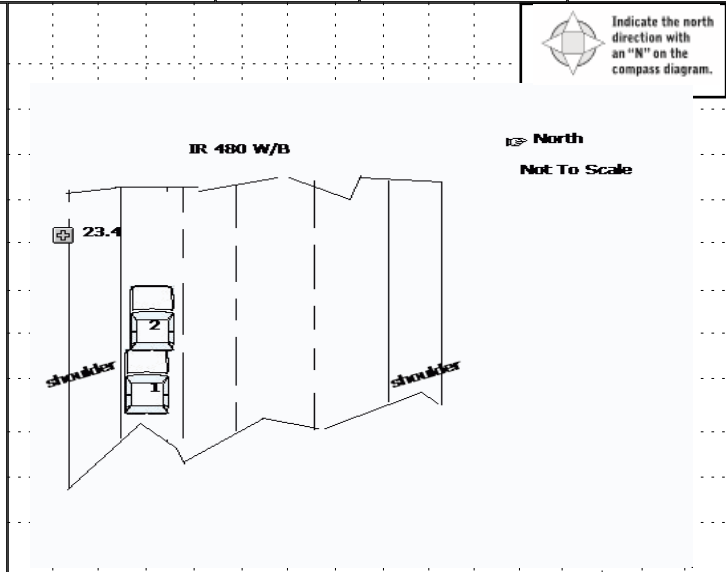 Indicate the north
direction with
an “N” on the
compass diagram.
North
IR 480 W/B
Not To Scale
23.4
2
shoulder
shoulder
1